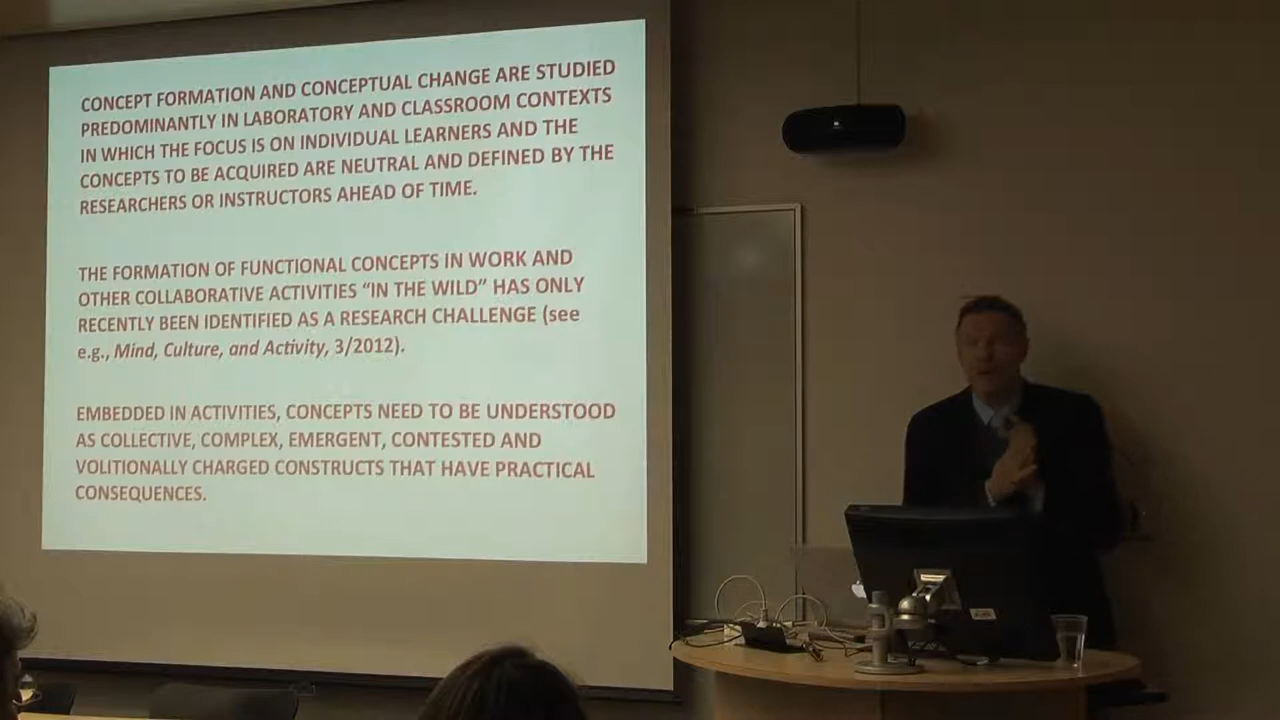 CONCEPT FORMATION AND CONCEPTUAL CHANGE ARE STUDIED
PREDOMINANTLY IN LABORATORY AND CLASSROOM CONTEXTS
IN WHICH THE FOCUS IS ON INDIVIDUAL LEARNERS AND THE
CONCEPTS TO BE ACQUIRED ARE NEUTRAL AND DEFINED BY THE
RESEARCHERS OR INSTRUCTORS AHEAD OF TIME.
THE FORMATION OF FUNCTIONAL CONCEPTS IN WORK AND
OTHER COLLABORATIVE ACTIVITIES “IN THE WILD” HAS ONLY
RECENTLY BEEN IDENTIFIED AS A RESEARCH CHALLENGE (see
e.g., Mind, Culture, and Activity, 3/2012).
EMBEDDED IN ACTIVITIES, CONCEPTS NEED TO BE UNDERSTOOD
AS COLLECTIVE, COMPLEX, EMERGENT, CONTESTED AND
VOLITIONALLY CHARGED CONSTRUCTS THAT HAVE PRACTICAL
CONSEQUENCES.